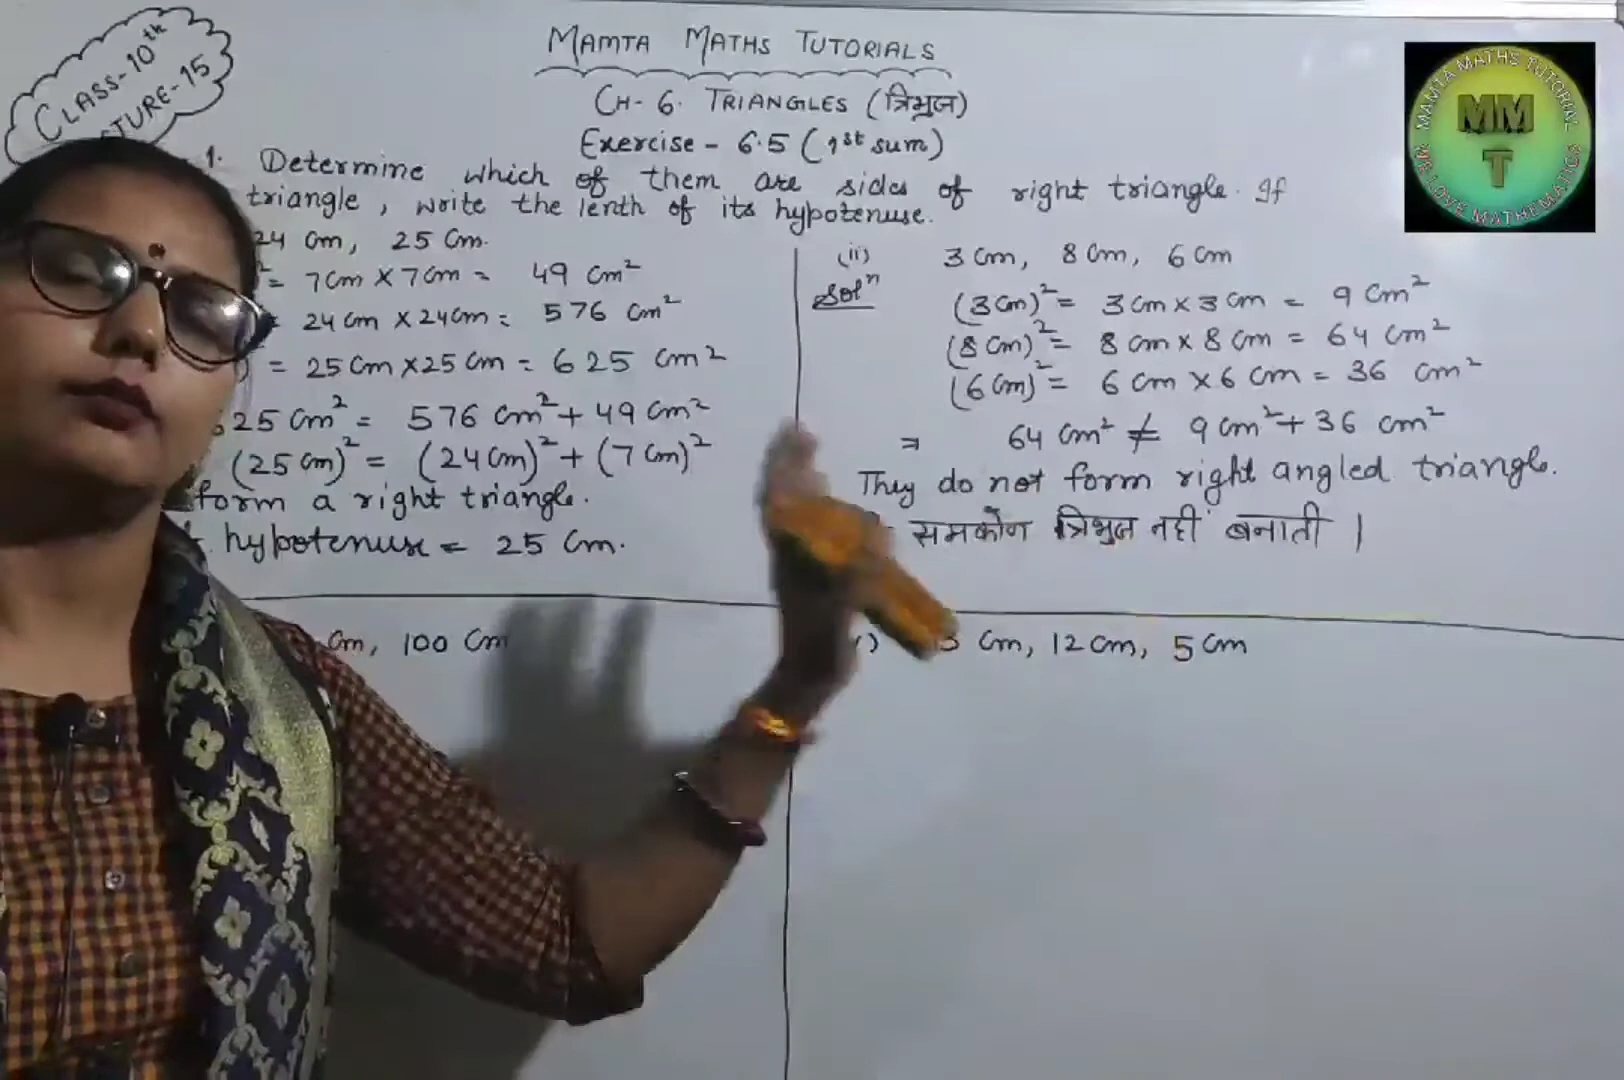 CLASS-10th
TURE-15
MAMTA MATHS TUTORIALS
CH-6. TRIANGLES (त्रिभुज)
Exercise - 6.5 (1st sum)
1. Determine which of them are sides of right triangle. If
triangle, write the lenth of its hypotenuse.
24 cm, 25 cm.
2 = 7cm × 7cm = 49 cm²
= 24 cm × 24cm = 576 cm²
) = 25 cm × 25 cm = 625 cm²
25 cm² = 576 cm² + 49 cm²
(25 cm)² = (24 cm)² + (7 cm)²
form a right triangle.
hypotenuse = 25 cm.
(ii) 3 cm, 8 cm, 6 cm
Solⁿ (3 cm)² = 3 cm × 3 cm = 9 cm²
(8 cm)² = 8 cm × 8 cm = 64 cm²
(6 cm)² = 6 cm × 6 cm = 36 cm²
⇒ 64 cm² ≠ 9 cm² + 36 cm²
They do not form right angled triangle.
समकोण त्रिभुज नहीं बनाती |
cm, 100 cm
) 3 cm, 12 cm, 5 cm
MAMTA MATHS TUTORIAL
MM
T
WE LOVE MATHEMATICS